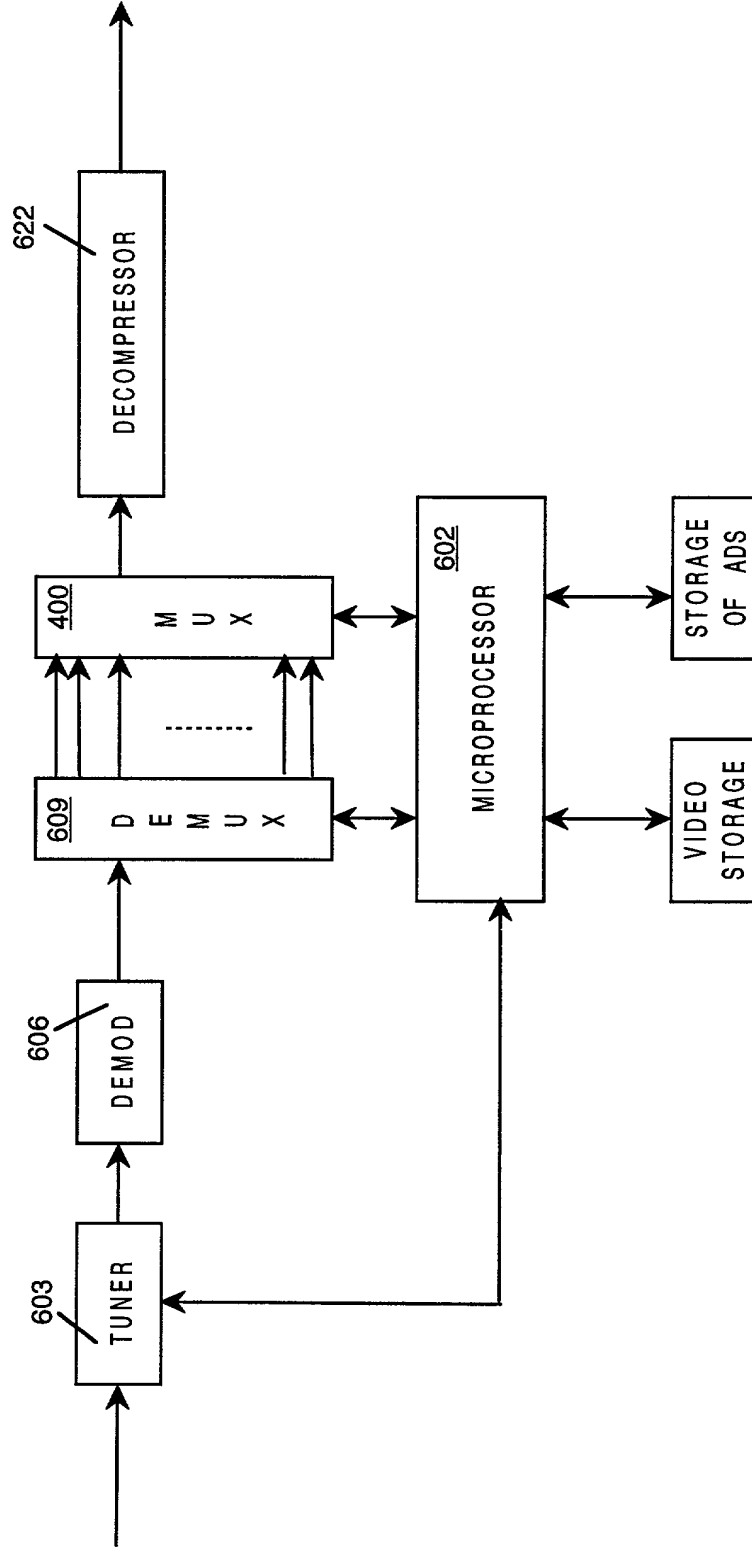 603
TUNER
606
DEMOD
609
DEMUX
400
MUX
622
DECOMPRESSOR
602
MICROPROCESSOR
VIDEO
STORAGE
STORAGE
OF ADS